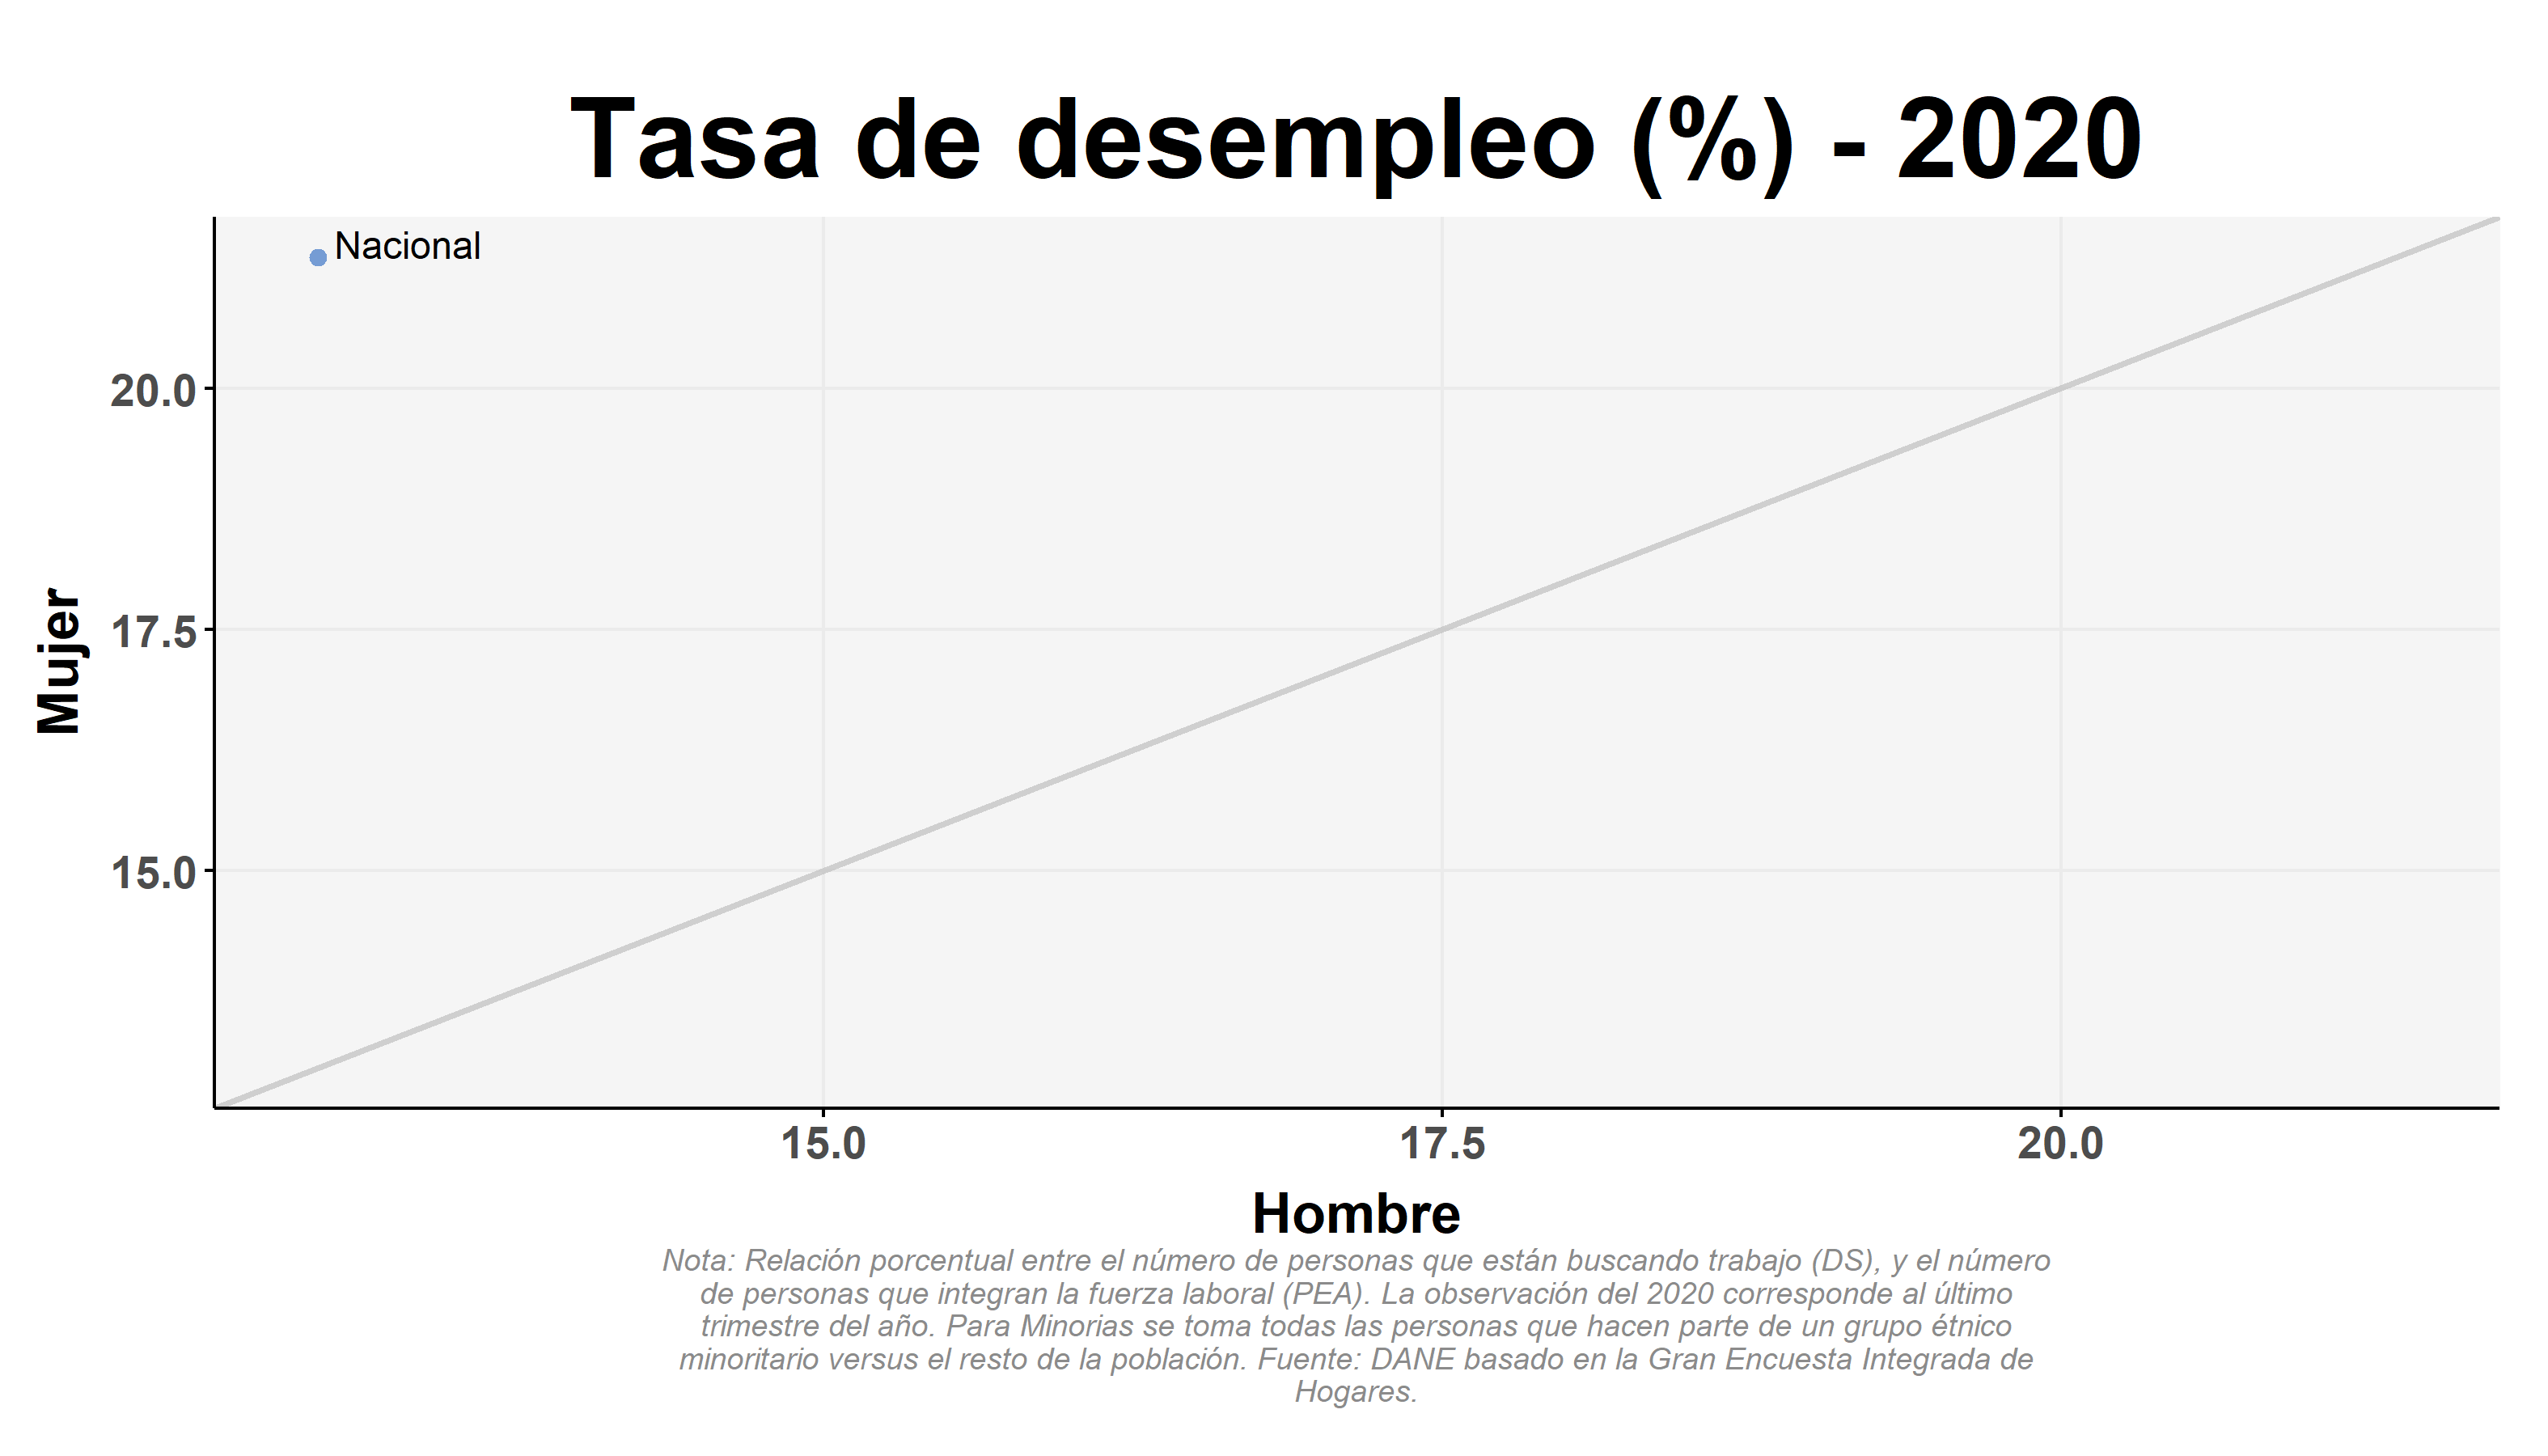 Tasa de desempleo (%) - 2020
Nacional
20.0
17.5
15.0
Mujer
15.0 17.5 20.0
Hombre
Nota: Relación porcentual entre el número de personas que están buscando trabajo (DS), y el número
de personas que integran la fuerza laboral (PEA). La observación del 2020 corresponde al último
trimestre del año. Para Minorias se toma todas las personas que hacen parte de un grupo étnico
minoritario versus el resto de la población. Fuente: DANE basado en la Gran Encuesta Integrada de
Hogares.